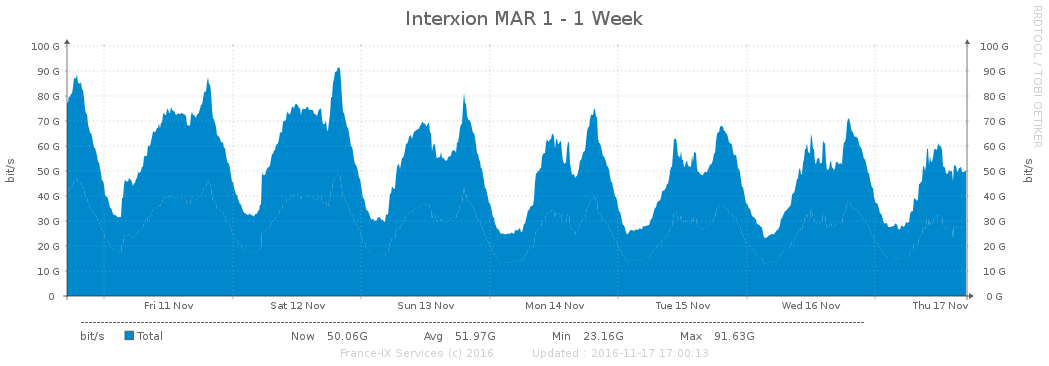 Interxion MAR 1 - 1 Week
RRDTOOL / TOBI OETIKER
bit/s
100 G 100 G
90 G 90 G
80 G 80 G
70 G 70 G
60 G 60 G
50 G 50 G
40 G 40 G
30 G 30 G
20 G 20 G
10 G 10 G
0 0 G
bit/s
Fri 11 Nov Sat 12 Nov Sun 13 Nov Mon 14 Nov Tue 15 Nov Wed 16 Nov Thu 17 Nov
bit/s Total Now 50.06G Avg 51.97G Min 23.16G Max 91.63G
France-IX Services (c) 2016 Updated : 2016-11-17 17:00:13